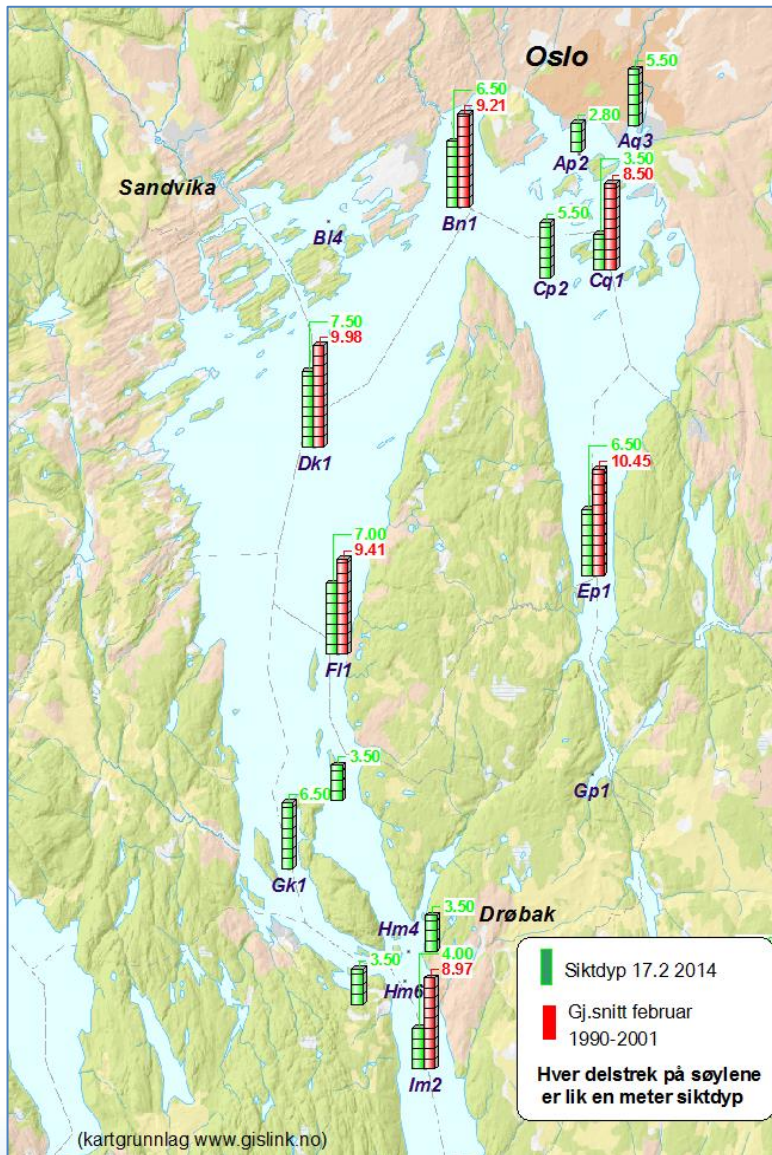 Oslo
5.50
6.50
9.21
2.80
Aq3
Ap2
3.50
8.50
Sandvika
Bl4
Bn1
5.50
Cp2
Cq1
7.50
9.98
Dk1
6.50
10.45
7.00
9.41
Ep1
Fl1
3.50
Gp1
6.50
Gk1
3.50
Drøbak
Hm4
4.00
3.50
8.97
Hm6
Im2
Siktdyp 17.2 2014
Gj.snitt februar
1990-2001
Hver delstrek på søylene
er lik en meter siktdyp
(kartgrunnlag www.gislink.no)